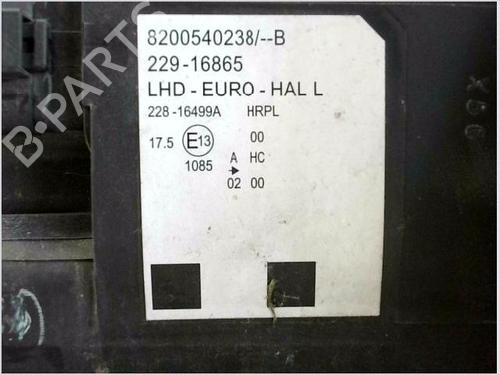 8200540238/--B
229-16865
LHD - EURO - HAL L
228-16499A HRPL
17.5 E13 00
1085 A HC
02 00
B-PARTS